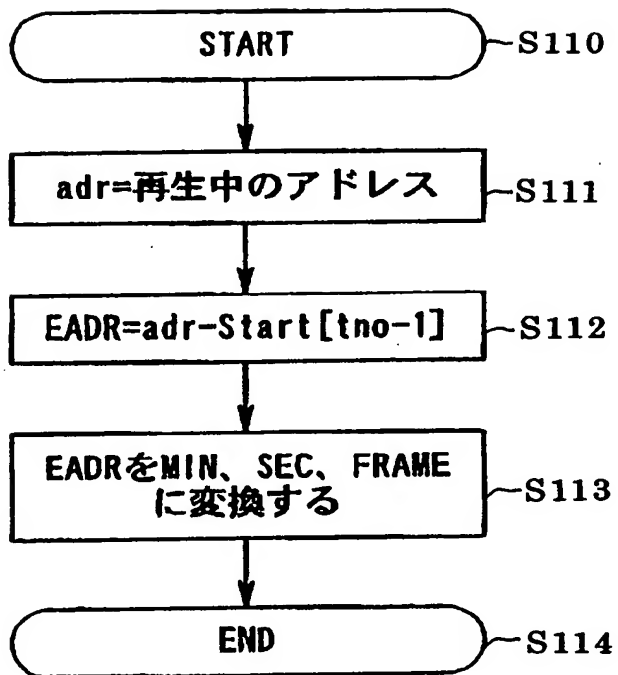 START
S110
adr=再生中のアドレス
S111
EADR=adr-Start[tno-1]
S112
EADRをMIN、SEC、FRAME
に変換する
S113
END
S114